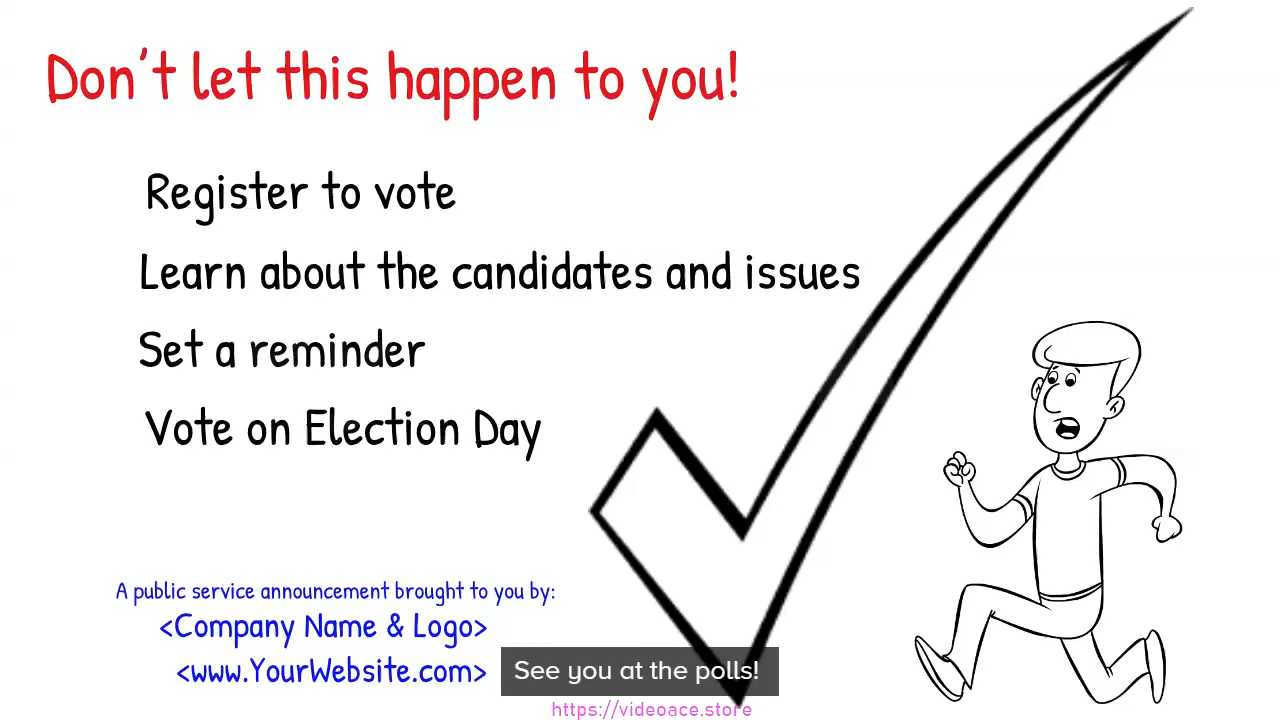 Don't let this happen to you!
Register to vote
Learn about the candidates and issues
Set a reminder
Vote on Election Day
A public service announcement brought to you by:
<Company Name & Logo>
<www.YourWebsite.com>
See you at the polls!
https://videoace.store